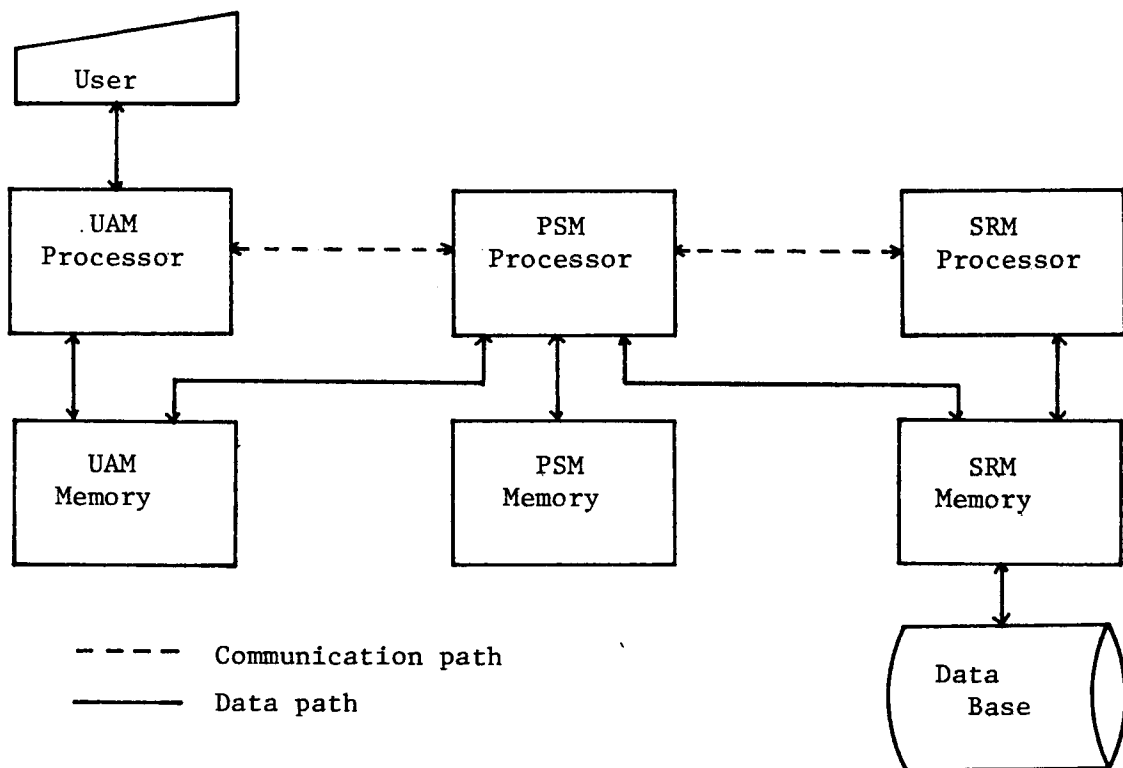 User
UAM
Processor
PSM
Processor
SRM
Processor
UAM
Memory
PSM
Memory
SRM
Memory
Communication path
Data path
Data
Base